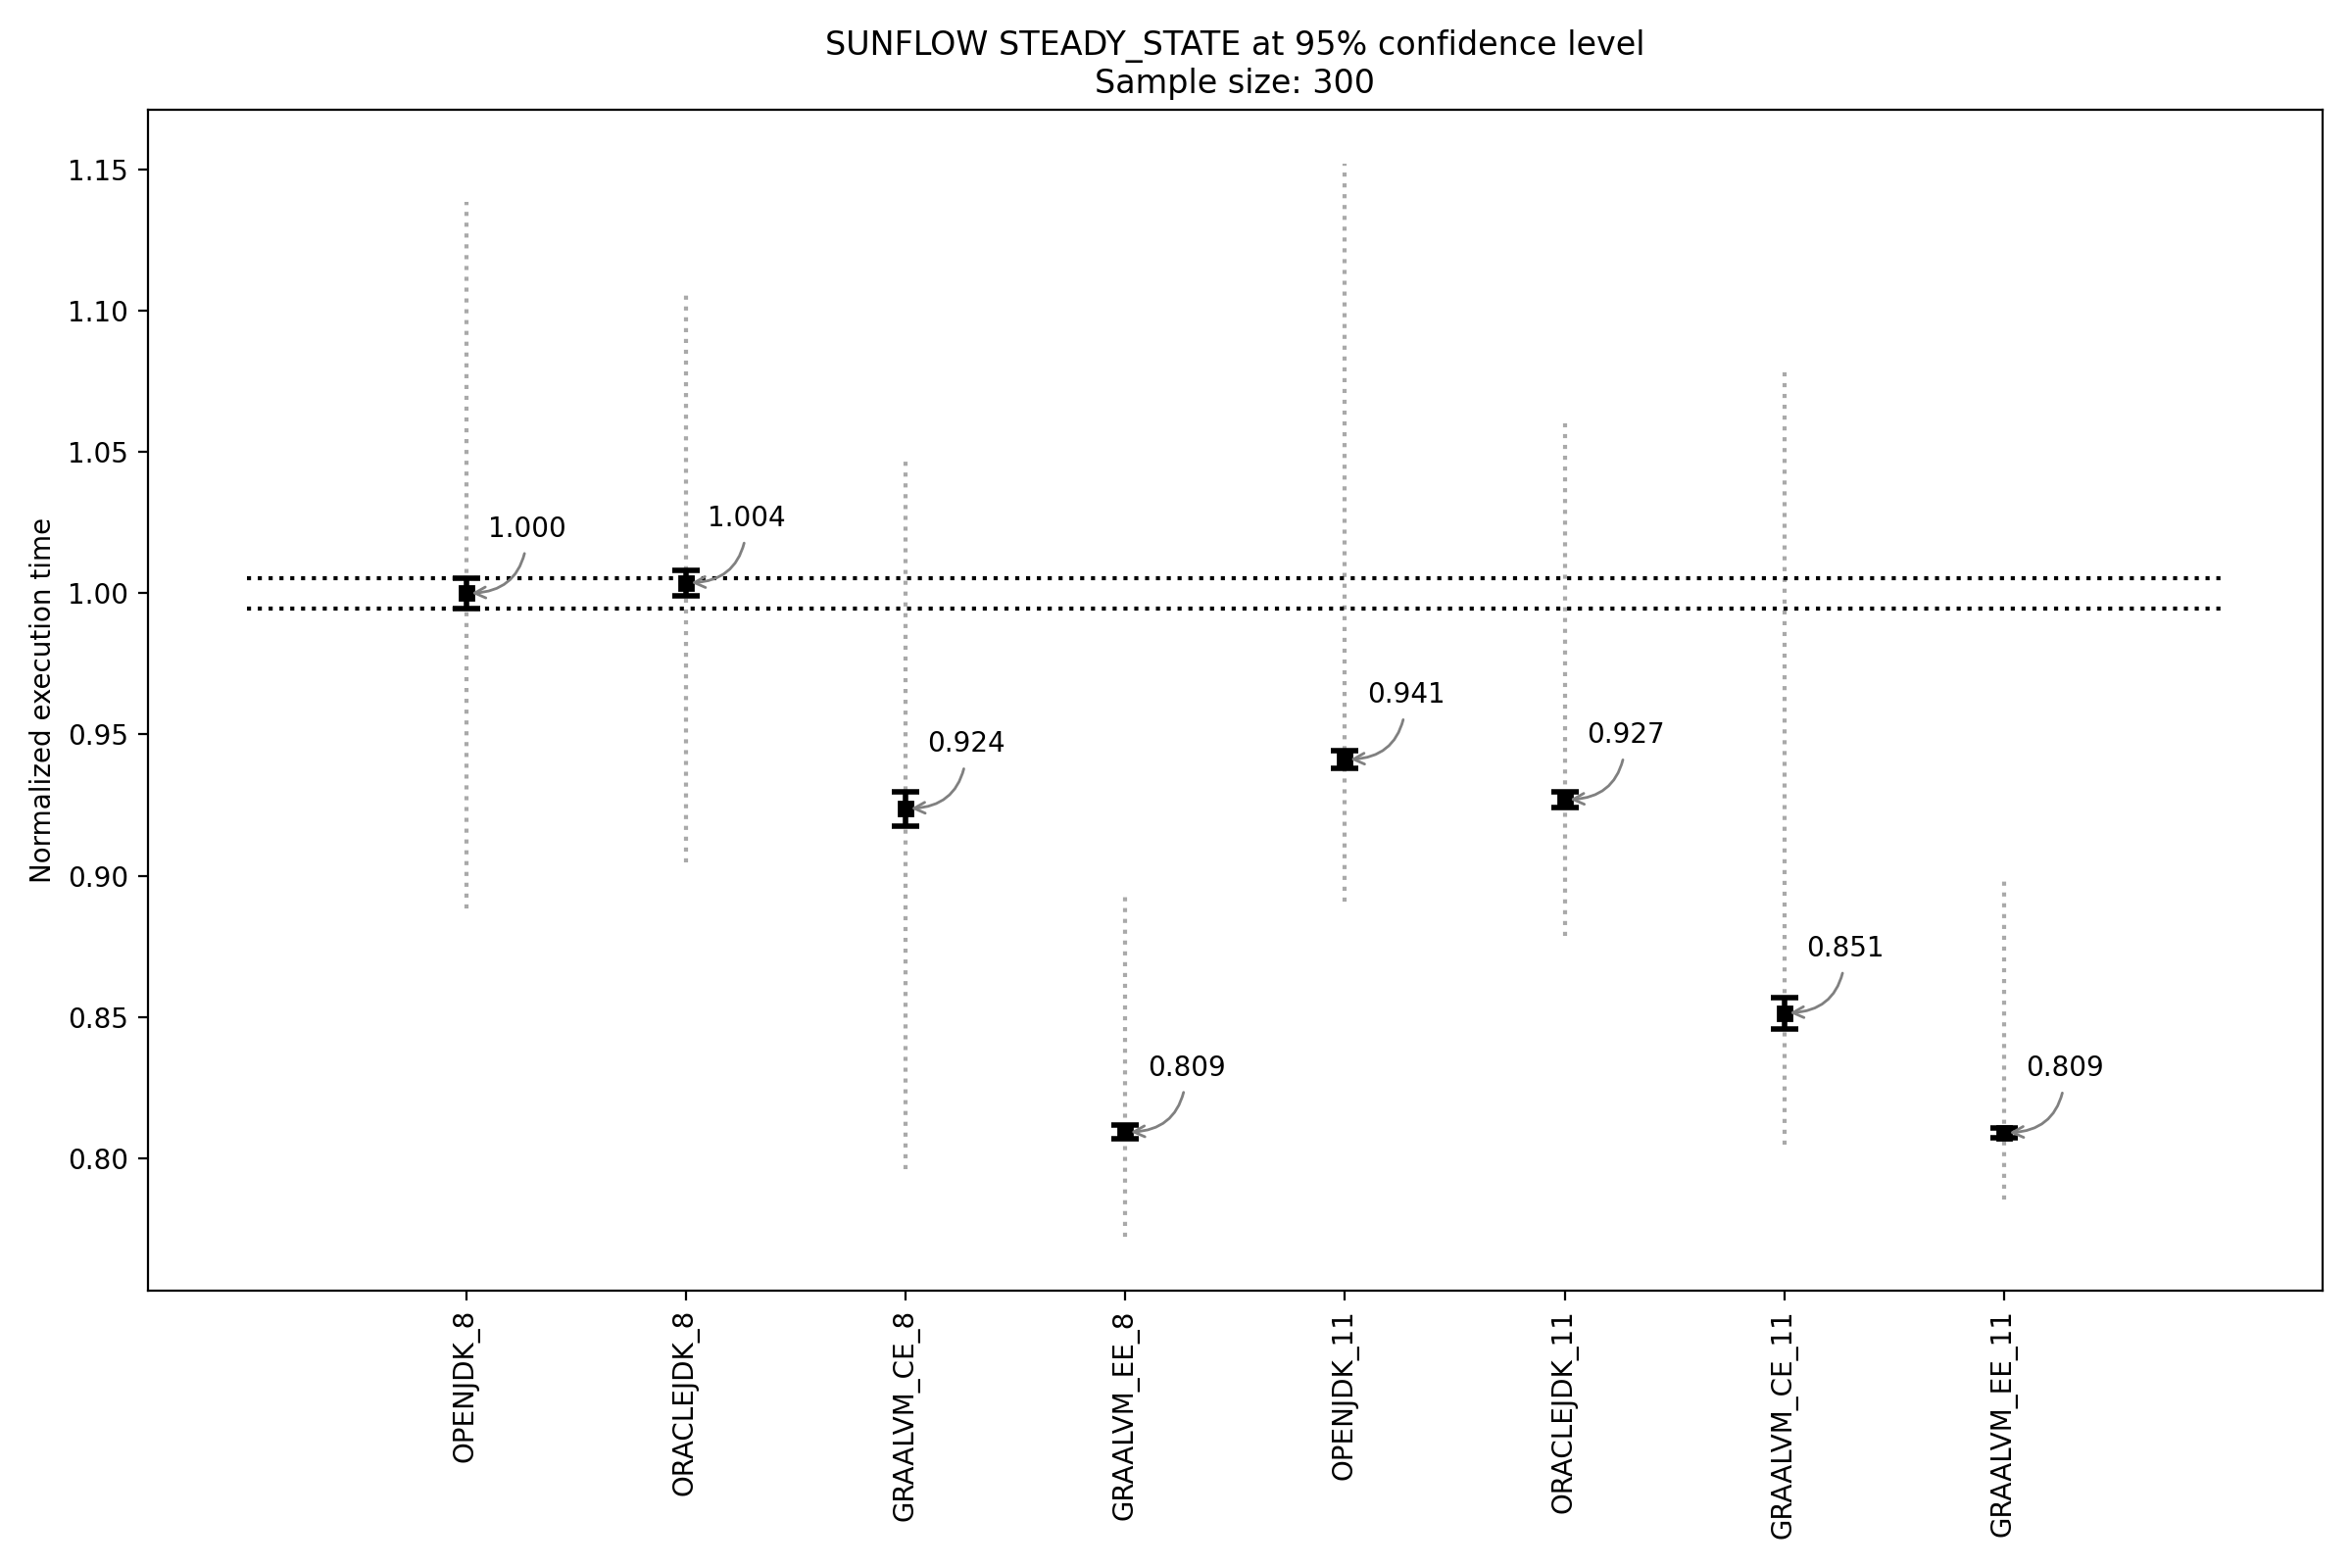 SUNFLOW STEADY_STATE at 95% confidence level
Sample size: 300
Normalized execution time
1.15
1.10
1.05
1.00
0.95
0.90
0.85
0.80
1.000
1.004
0.924
0.809
0.941
0.927
0.851
0.809
OPENJDK_8
ORACLEJDK_8
GRAALVM_CE_8
GRAALVM_EE_8
OPENJDK_11
ORACLEJDK_11
GRAALVM_CE_11
GRAALVM_EE_11